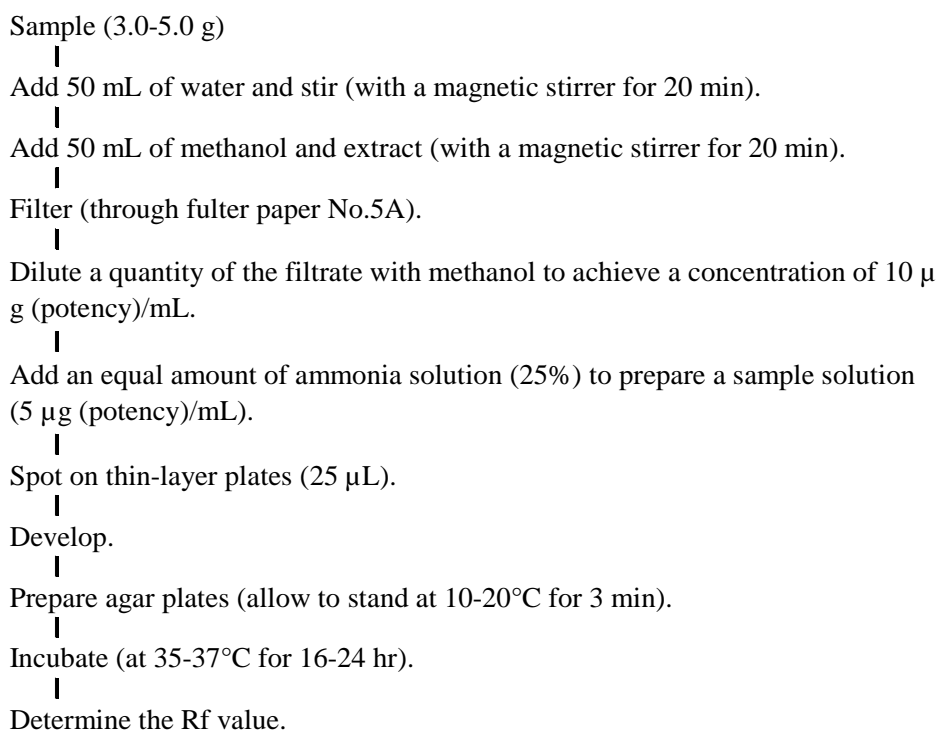 Sample (3.0-5.0 g)
Add 50 mL of water and stir (with a magnetic stirrer for 20 min).
Add 50 mL of methanol and extract (with a magnetic stirrer for 20 min).
Filter (through fulter paper No.5A).
Dilute a quantity of the filtrate with methanol to achieve a concentration of 10 μ
g (potency)/mL.
Add an equal amount of ammonia solution (25%) to prepare a sample solution
(5 µg (potency)/mL).
Spot on thin-layer plates (25 µL).
Develop.
Prepare agar plates (allow to stand at 10-20°C for 3 min).
Incubate (at 35-37°C for 16-24 hr).
Determine the Rf value.